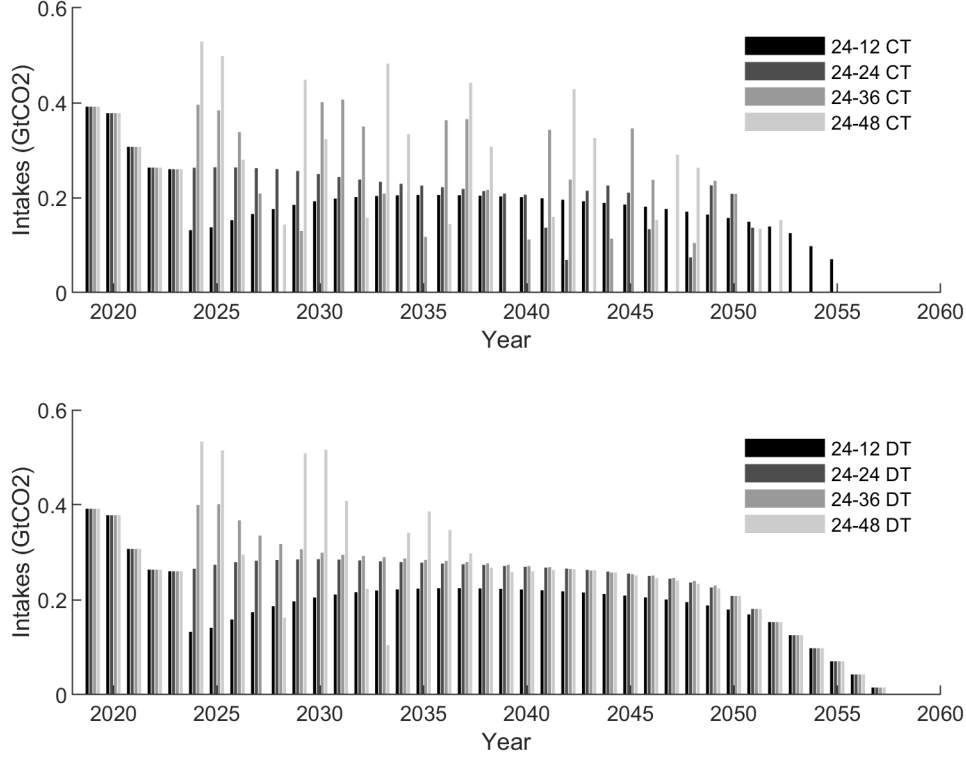 0.6
0.4
0.2
0
Intakes (GtCO2)
24-12 CT
24-24 CT
24-36 CT
24-48 CT
2020 2025 2030 2035 2040 2045 2050 2055 2060
Year
0.6
0.4
0.2
0
Intakes (GtCO2)
24-12 DT
24-24 DT
24-36 DT
24-48 DT
2020 2025 2030 2035 2040 2045 2050 2055 2060
Year